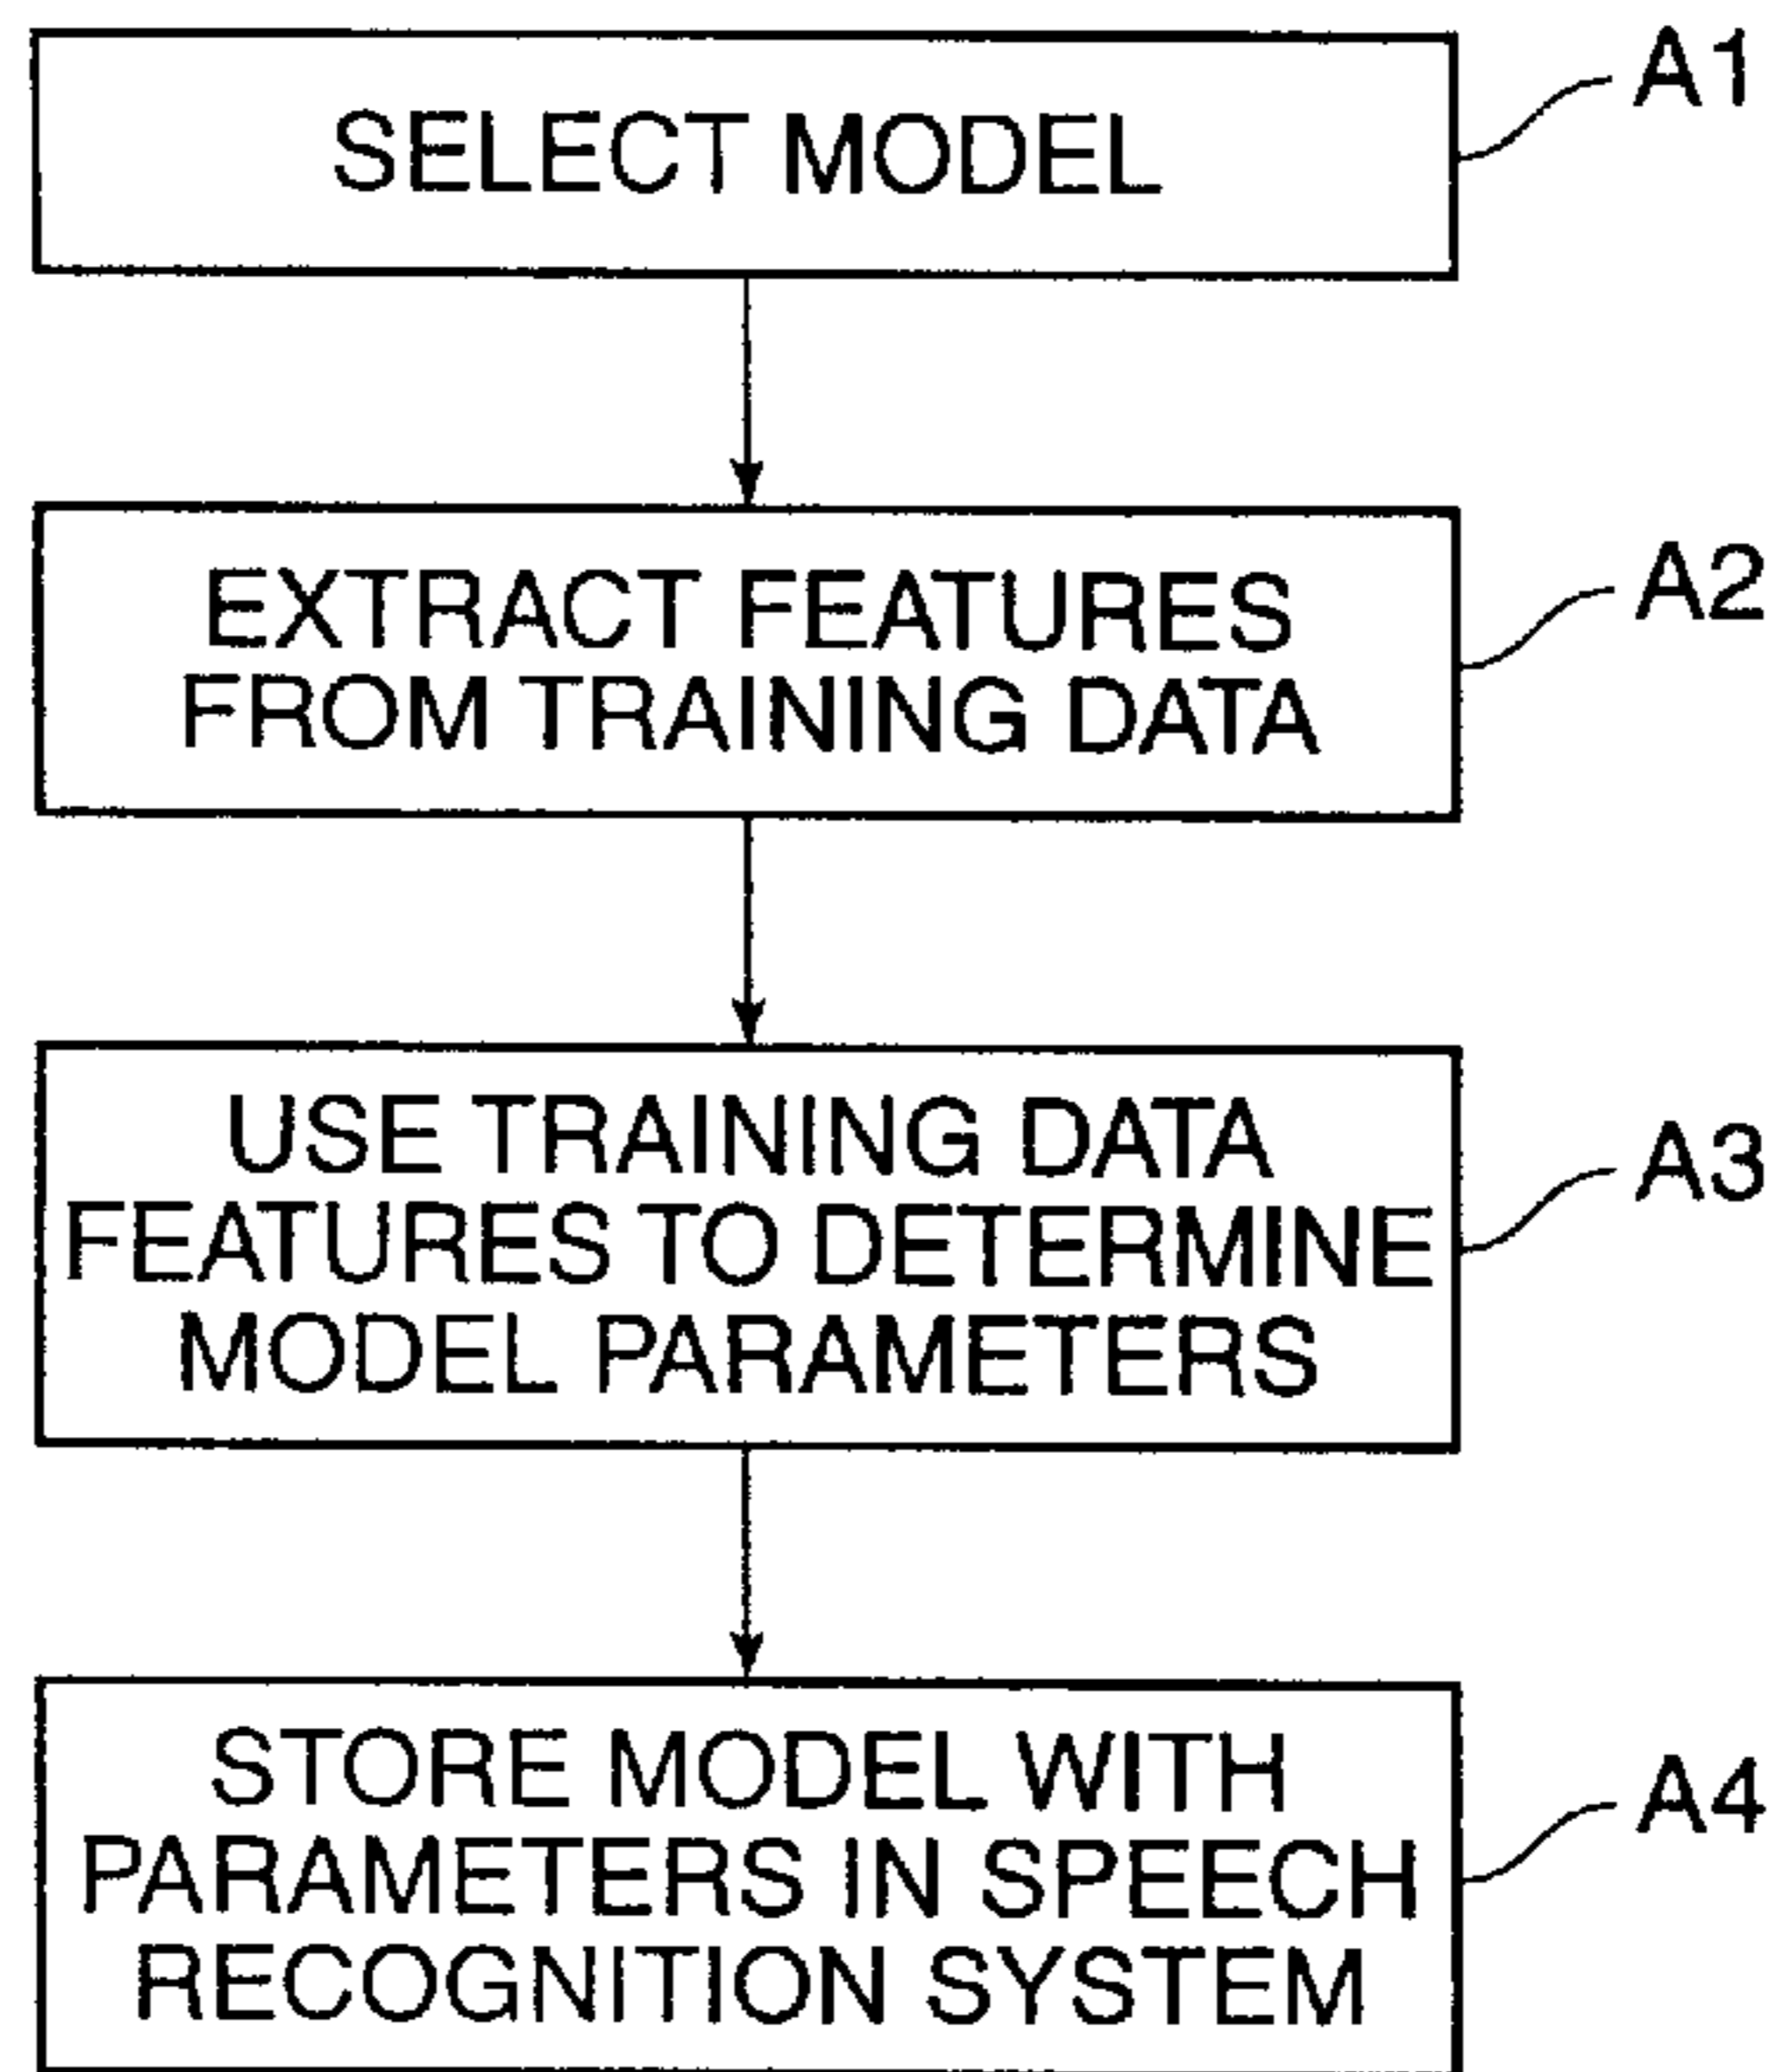 SELECT MODEL
A1
EXTRACT FEATURES
FROM TRAINING DATA
A2
USE TRAINING DATA
FEATURES TO DETERMINE
MODEL PARAMETERS
A3
STORE MODEL WITH
PARAMETERS IN SPEECH
RECOGNITION SYSTEM
A4